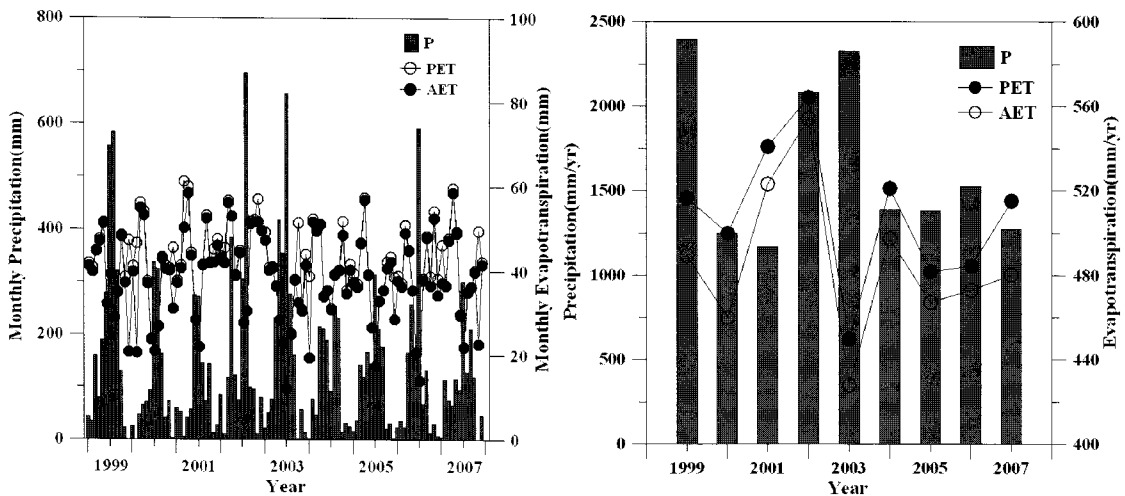 800
600
400
200
0
Monthly Precipitation(mm)
P
PET
AET
100
80
60
40
20
0
Monthly Evapotranspiration(mm)
1999
2001
2003
2005
2007
Year
2500
2500
1500
1000
500
0
Precipitation(mm/yr)
P
PET
AET
600
560
520
480
440
400
Evapotranspiration(mm/yr)
1999
2001
2003
2005
2007
Year